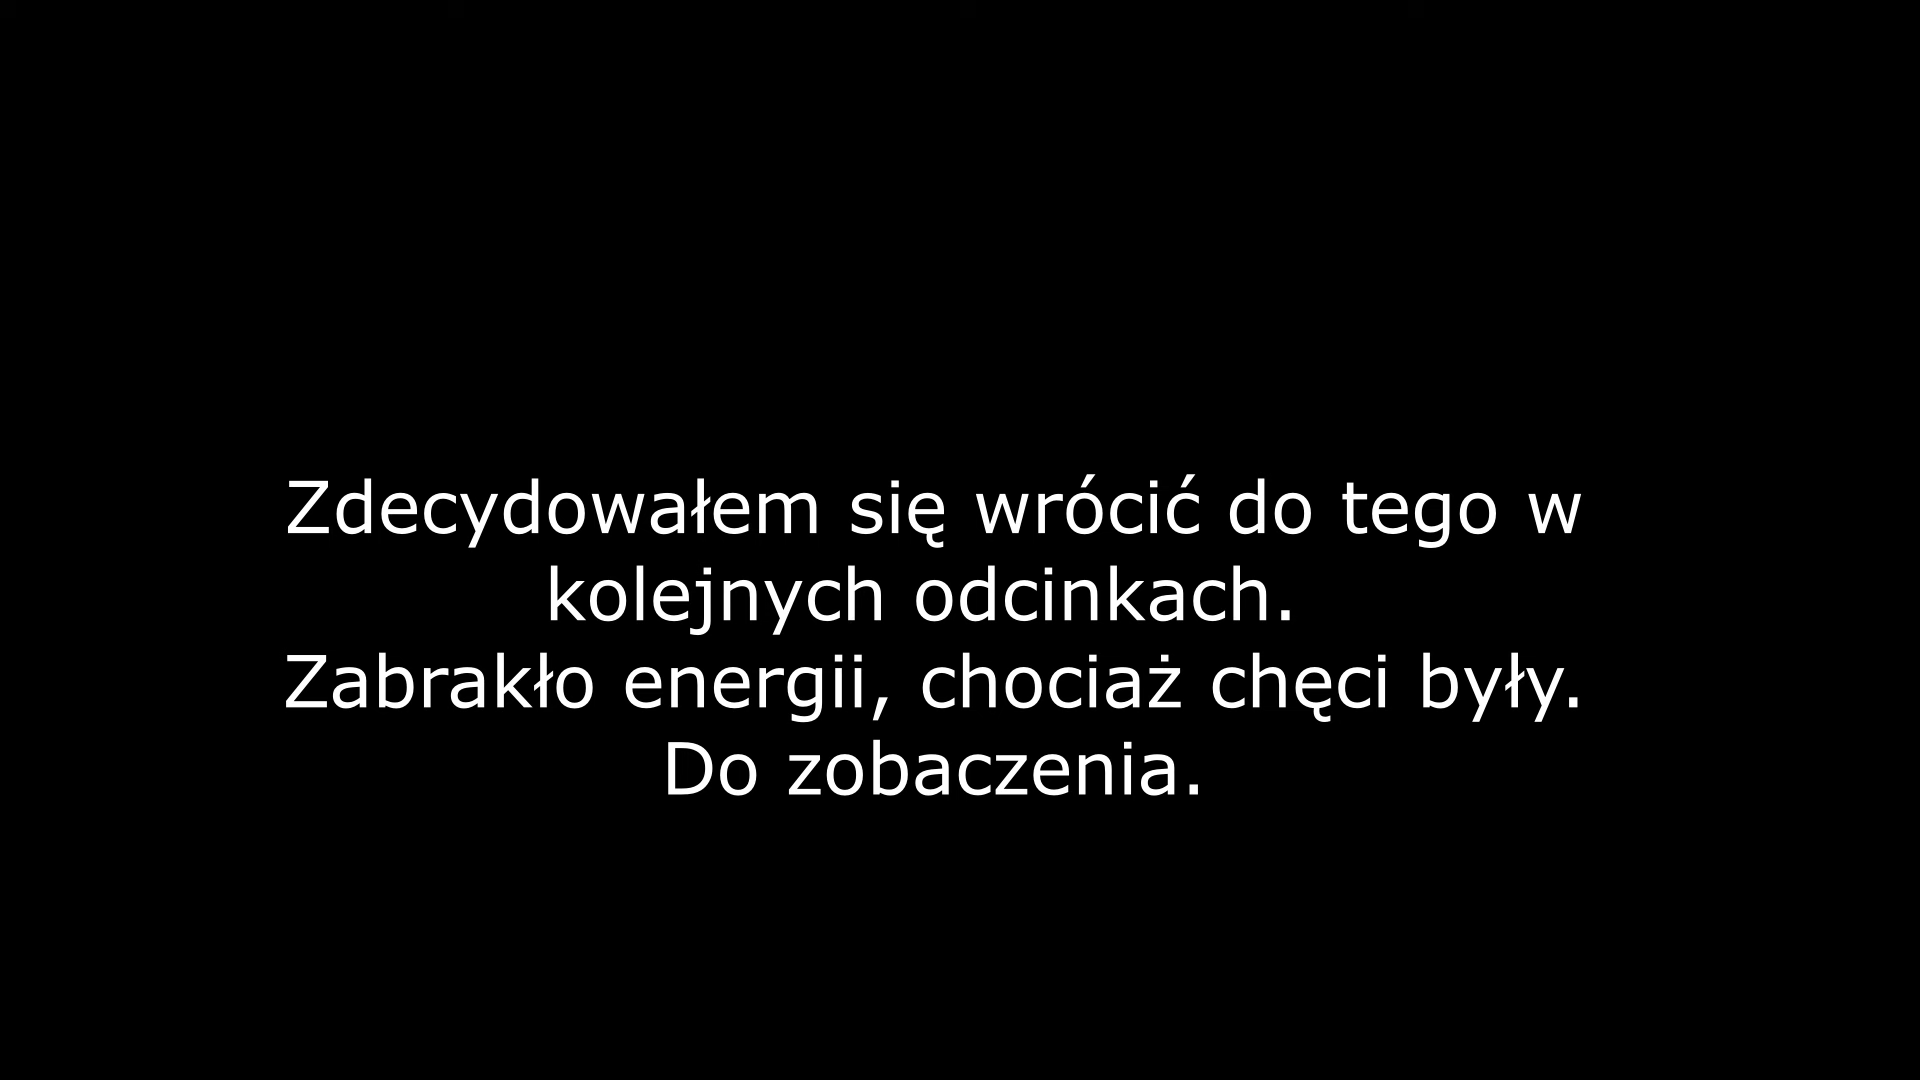 Zdecydowałem się wrócić do tego w
kolejnych odcinkach.
Zabrakło energii, chociaż chęci były.
Do zobaczenia.